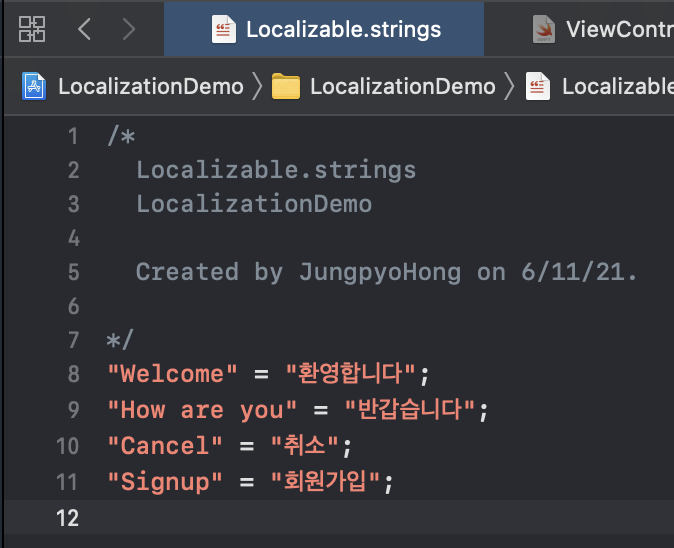 Localizable.strings ViewContr
LocalizationDemo LocalizationDemo Localizable
1 /*
2 Localizable.strings
3 LocalizationDemo
4
5 Created by JungpyoHong on 6/11/21.
6
7 */
8 "Welcome" = "환영합니다";
9 "How are you" = "반갑습니다";
10 "Cancel" = "취소";
11 "Signup" = "회원가입";
12